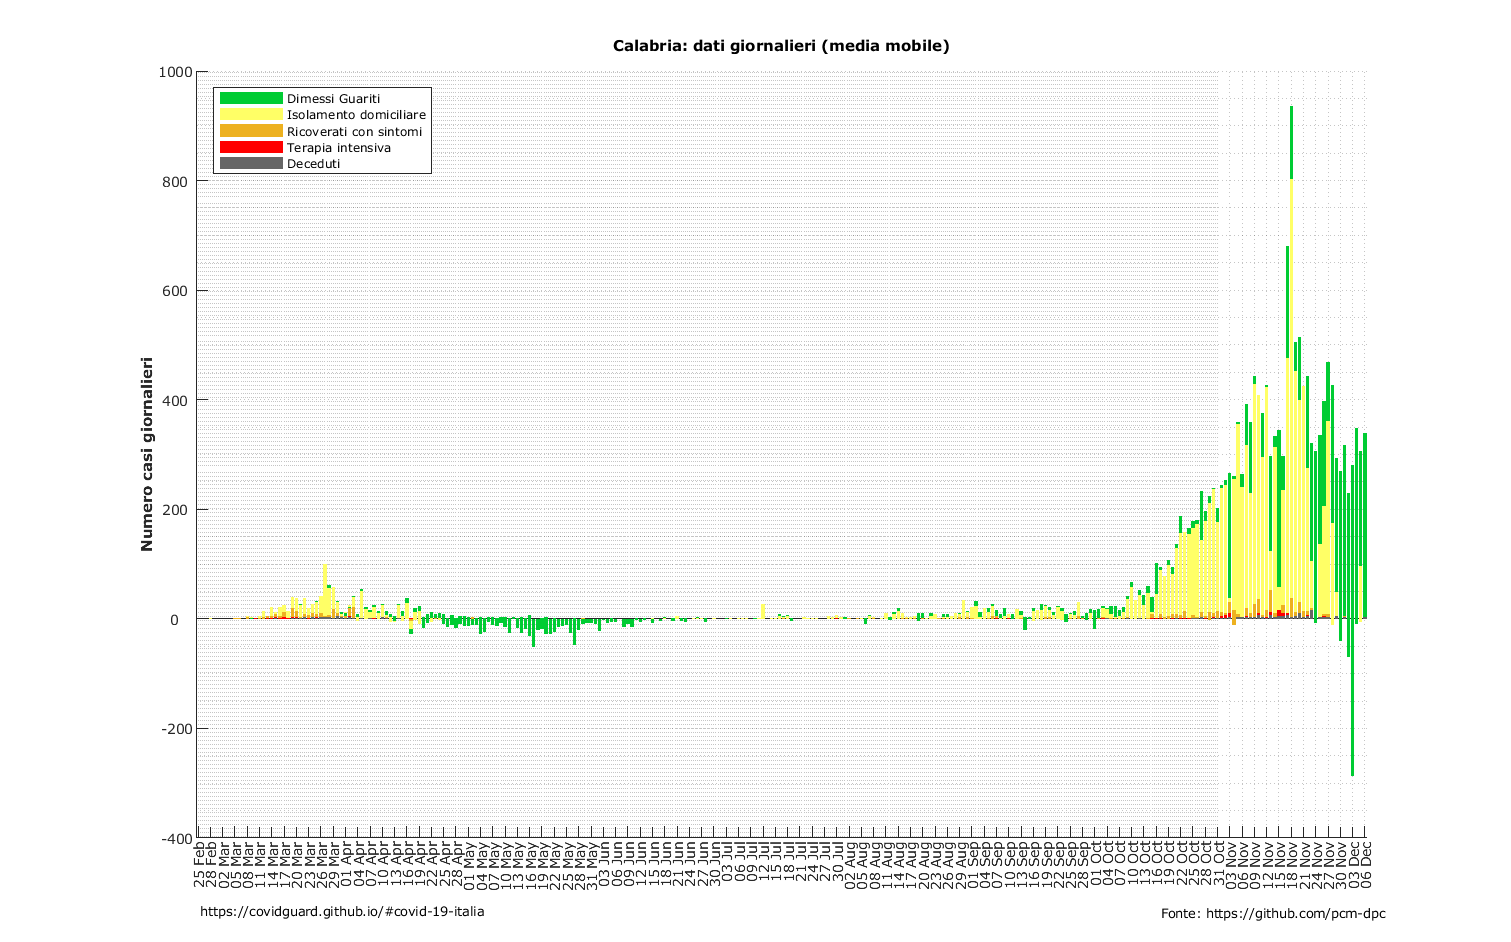 Calabria: dati giornalieri (media mobile)
1000
800
600
400
200
0
-200
-400
Numero casi giornalieri
Dimessi Guariti
Isolamento domiciliare
Ricoverati con sintomi
Terapia intensiva
Deceduti
25 Feb
28 Feb
02 Mar
05 Mar
08 Mar
11 Mar
14 Mar
17 Mar
20 Mar
23 Mar
26 Mar
29 Mar
01 Apr
04 Apr
07 Apr
10 Apr
13 Apr
16 Apr
19 Apr
22 Apr
25 Apr
28 Apr
01 May
04 May
07 May
10 May
13 May
16 May
19 May
22 May
25 May
28 May
31 May
03 Jun
06 Jun
09 Jun
12 Jun
15 Jun
18 Jun
21 Jun
24 Jun
27 Jun
30 Jun
03 Jul
06 Jul
09 Jul
12 Jul
15 Jul
18 Jul
21 Jul
24 Jul
27 Jul
30 Jul
02 Aug
05 Aug
08 Aug
11 Aug
14 Aug
17 Aug
20 Aug
23 Aug
26 Aug
29 Aug
01 Sep
04 Sep
07 Sep
10 Sep
13 Sep
16 Sep
19 Sep
22 Sep
25 Sep
28 Sep
01 Oct
04 Oct
07 Oct
10 Oct
13 Oct
16 Oct
19 Oct
22 Oct
25 Oct
28 Oct
31 Oct
03 Nov
06 Nov
09 Nov
12 Nov
15 Nov
18 Nov
21 Nov
24 Nov
27 Nov
30 Nov
03 Dec
06 Dec
https://covidguard.github.io/#covid-19-italia
Fonte: https://github.com/pcm-dpc